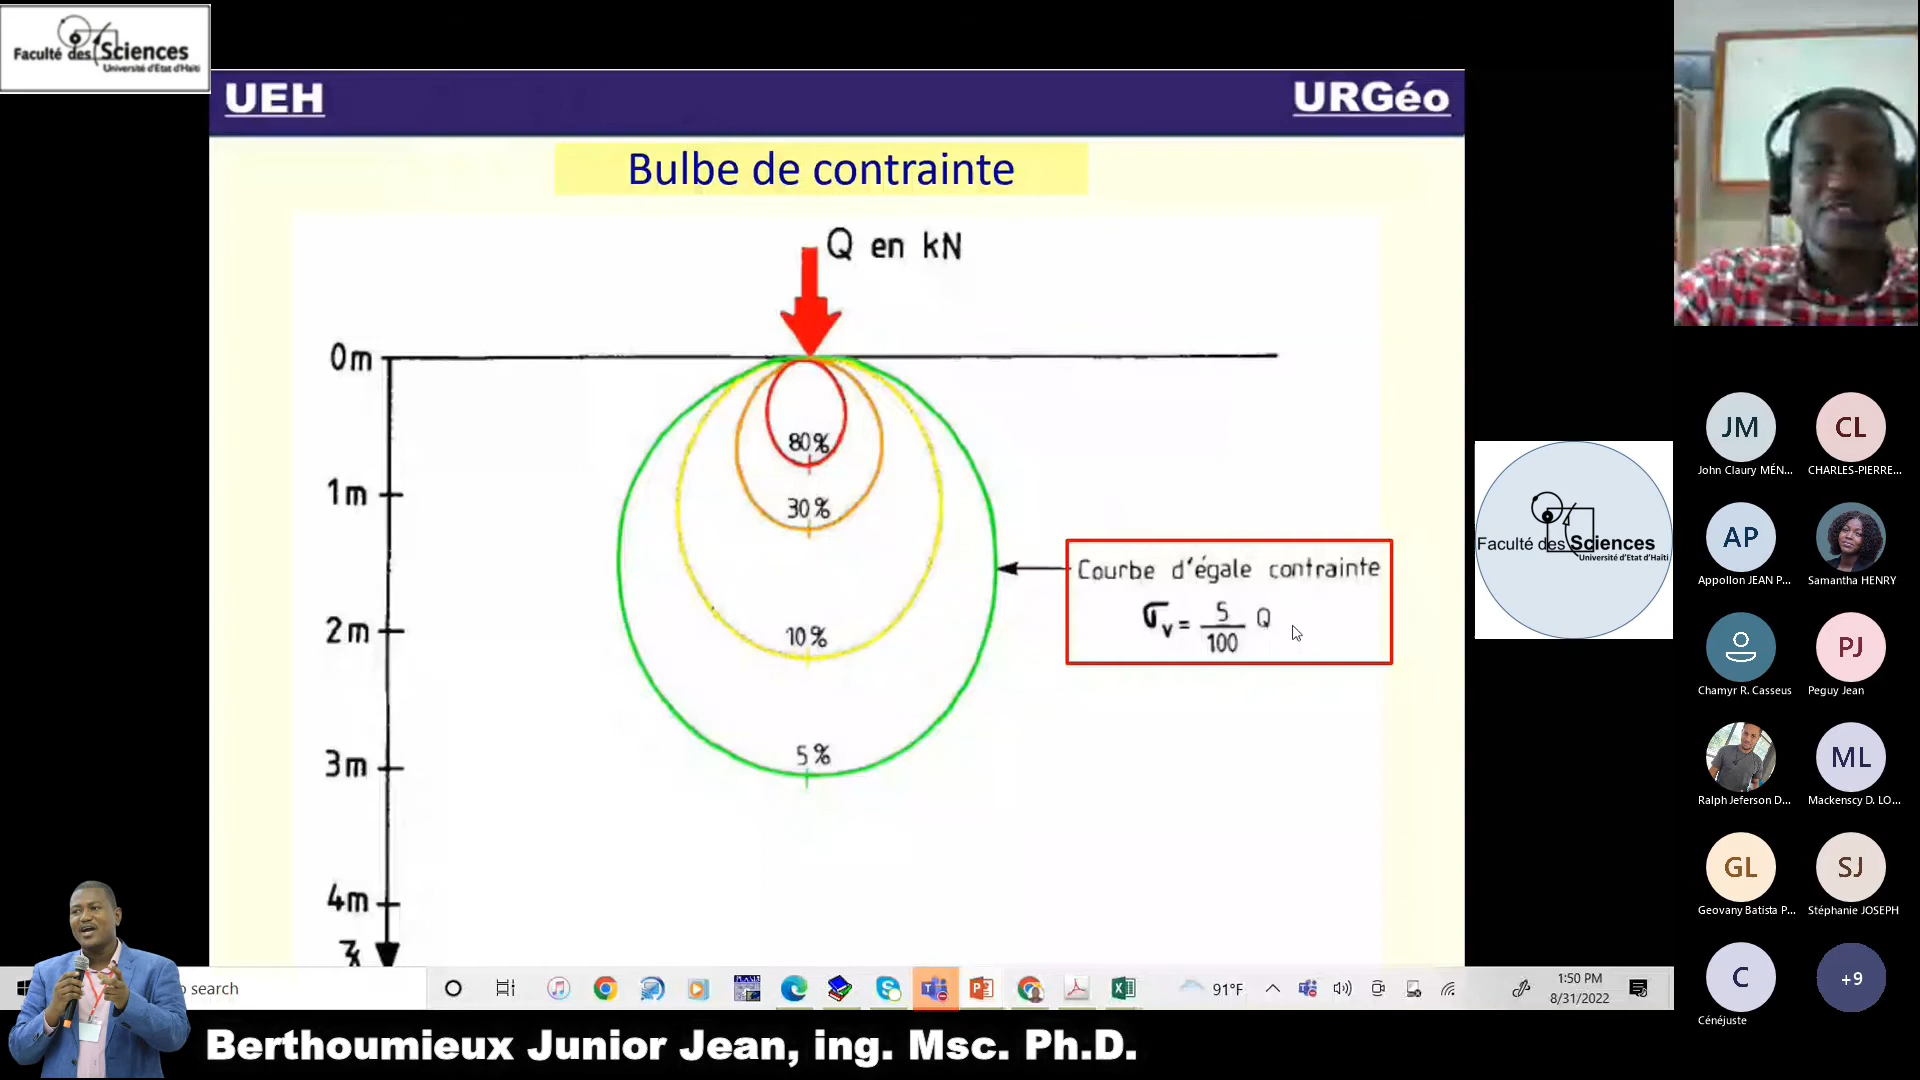 Faculté des Sciences
Université d'Etat d'Haïti
UEH
URGéo
Bulbe de contrainte
Q en kN
0m
80%
1m
30%
Courbe d'égale contrainte
σv = 5/100 Q
2m
10%
3m
5%
4m
z
Faculté des Sciences
Université d'Etat d'Haïti
JM
John Claury MÉN...
CL
CHARLES-PIERRE...
AP
Appollon JEAN P...
Samantha HENRY
Chamyr R. Casseus
PJ
Peguy Jean
Ralph Jeferson D...
ML
Mackenscy D. LO...
GL
Geovany Batista P...
SJ
Stéphanie JOSEPH
C
Cénéjuste
+9
o search
91°F
1:50 PM
8/31/2022
Berthoumieux Junior Jean, ing. Msc. Ph.D.